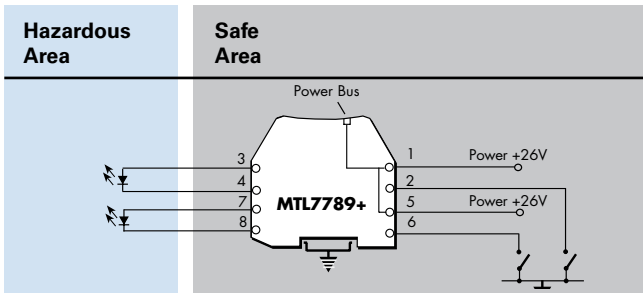 Hazardous
Area
Safe
Area
Power Bus
3
4
7
8
MTL7789+
1
2
5
6
Power +26V
Power +26V